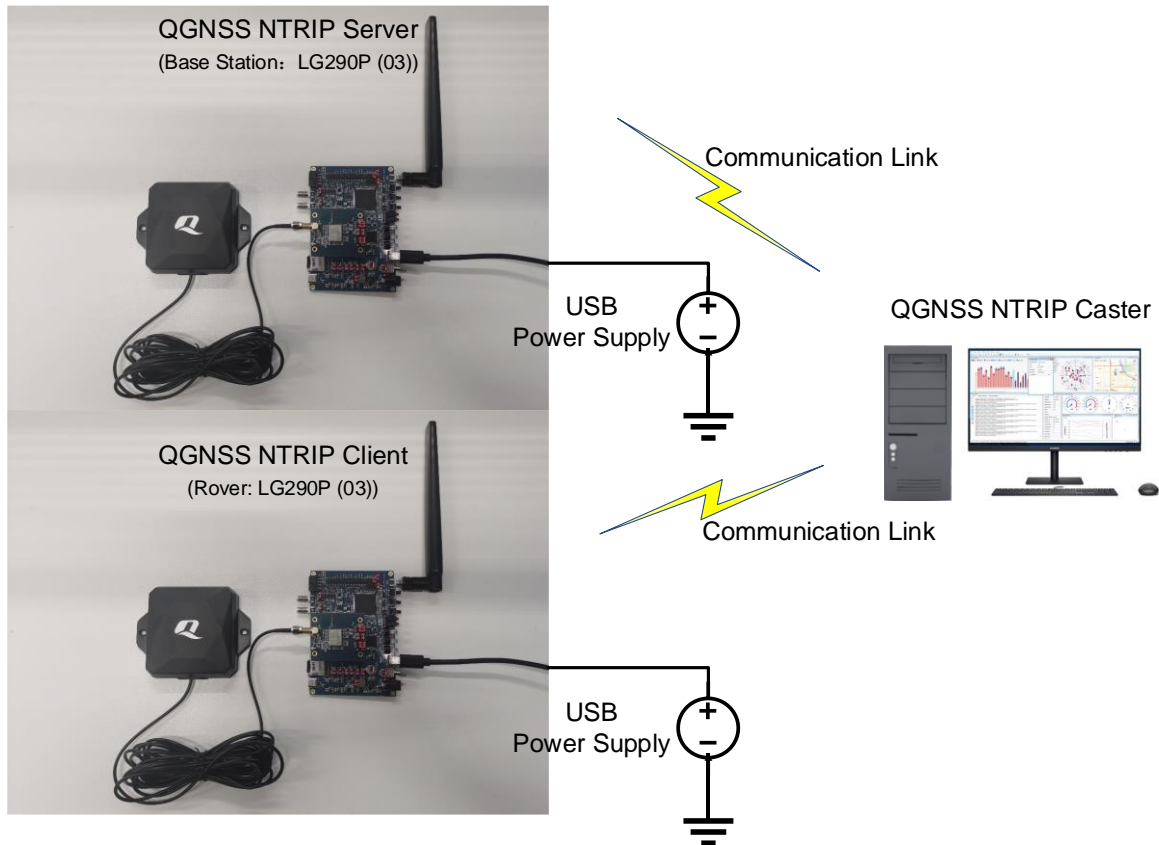 QGNSS NTRIP Server
(Base Station：LG290P (03))
Communication Link
USB
Power Supply
QGNSS NTRIP Caster
QGNSS NTRIP Client
(Rover: LG290P (03))
Communication Link
USB
Power Supply